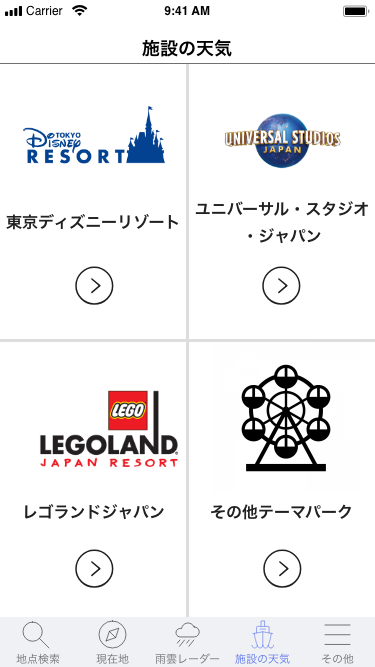 Carrier 9:41 AM
施設の天気
TOKYO
Disney
RESORT
UNIVERSAL STUDIOS
JAPAN
東京ディズニーリゾート
ユニバーサル・スタジオ
・ジャパン
LEGO
LEGOLAND®
JAPAN RESORT
レゴランドジャパン
その他テーマパーク
地点検索 現在地 雨雲レーダー 施設の天気 その他